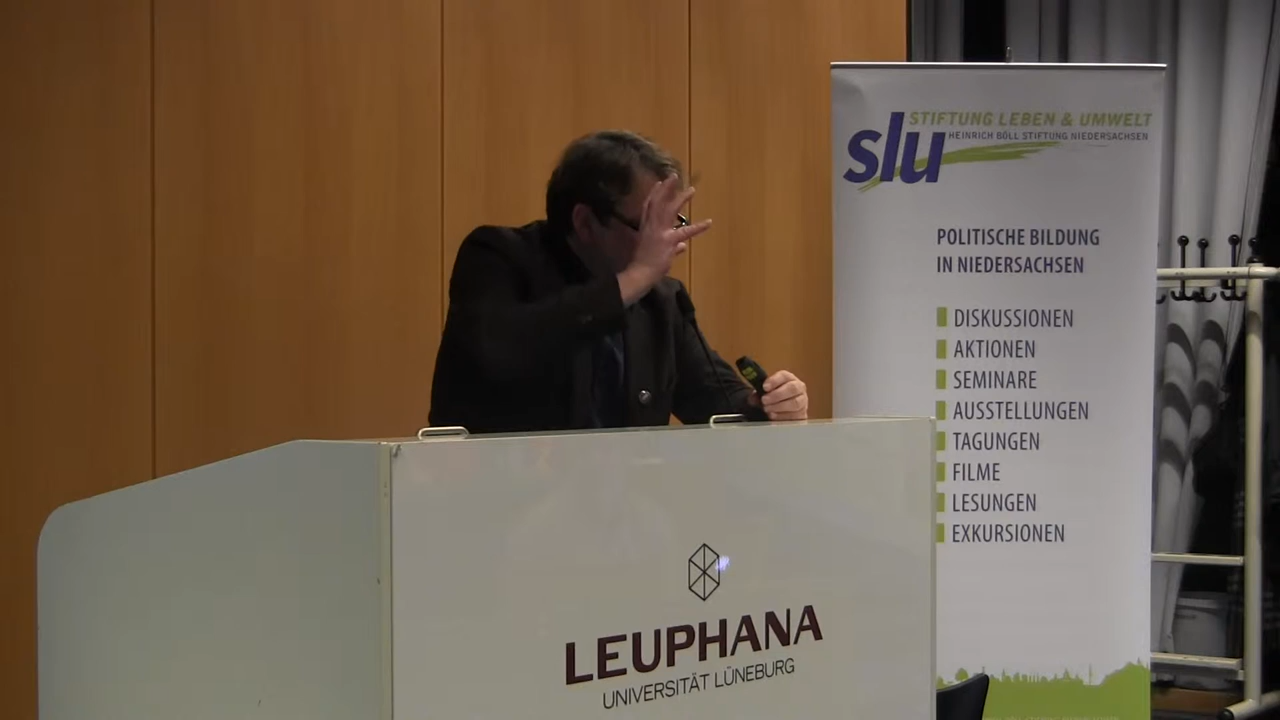 slu
STIFTUNG LEBEN & UMWELT
HEINRICH BÖLL STIFTUNG NIEDERSACHSEN
POLITISCHE BILDUNG
IN NIEDERSACHSEN
DISKUSSIONEN
AKTIONEN
SEMINARE
AUSSTELLUNGEN
TAGUNGEN
FILME
LESUNGEN
EXKURSIONEN
LEUPHANA
UNIVERSITÄT LÜNEBURG